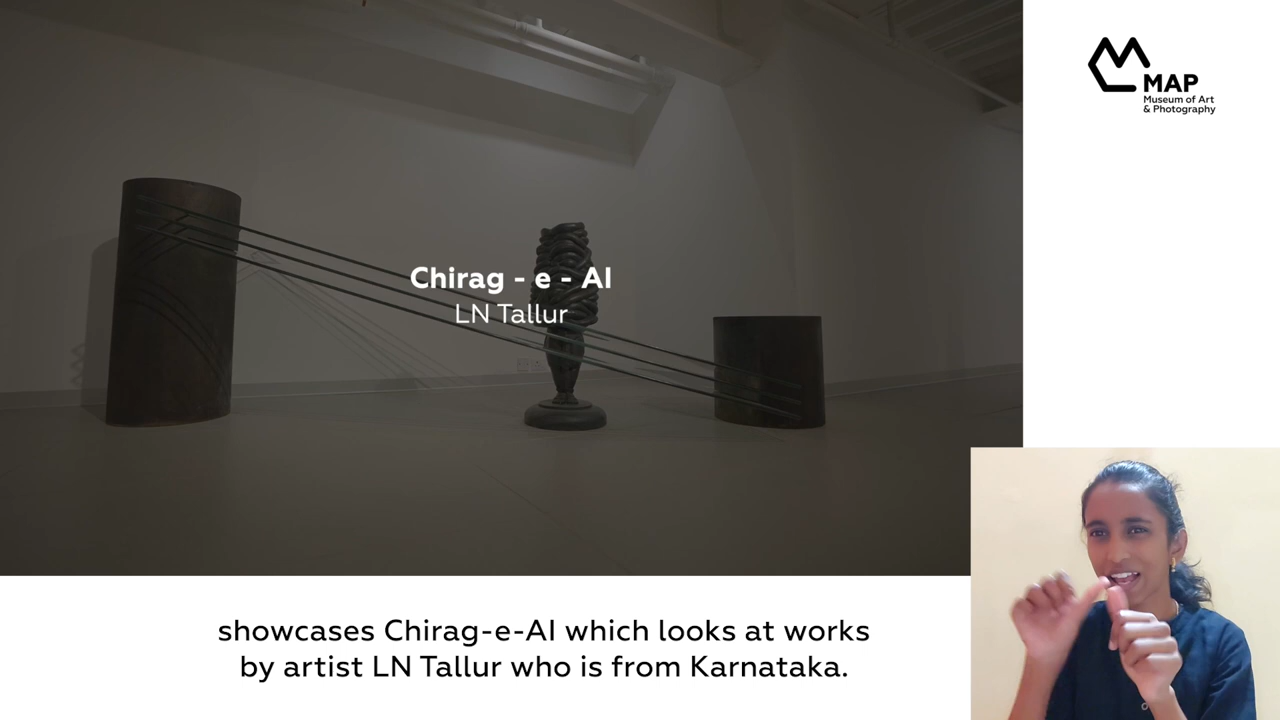 MAP
Museum of Art
& Photography
Chirag - e - AI
LN Tallur
showcases Chirag-e-AI which looks at works
by artist LN Tallur who is from Karnataka.